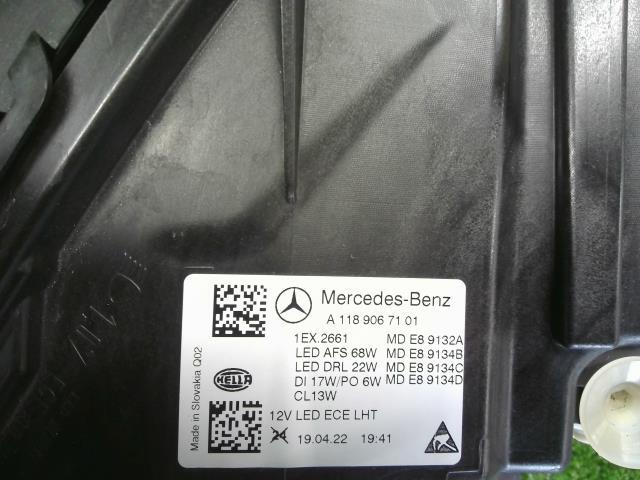 Mercedes-Benz
A 118 906 71 01
1EX.2661 MD E8 9132A
LED AFS 68W MD E8 9134B
LED DRL 22W MD E8 9134C
DI 17W/PO 6W MD E8 9134D
CL13W
12V LED ECE LHT
19.04.22 19:41
HELLA
Made in Slovakia Q02